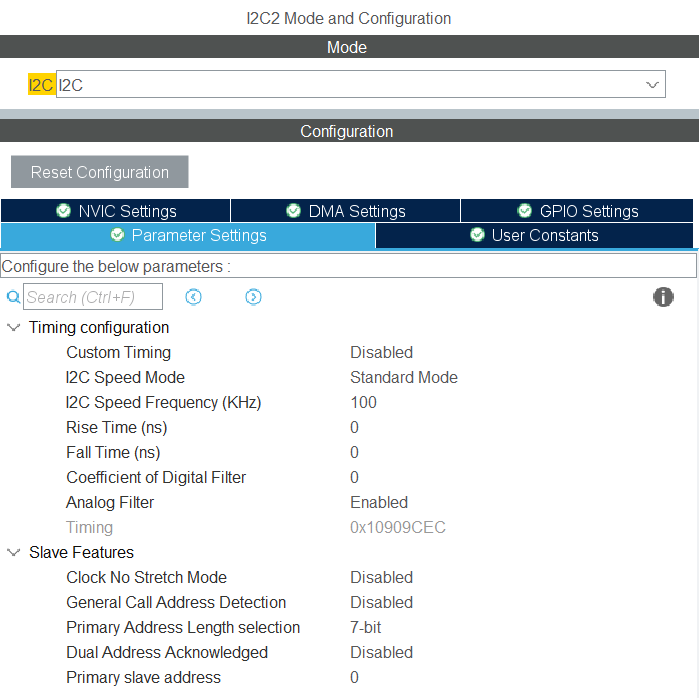 I2C2 Mode and Configuration
Mode
I2C I2C
Configuration
Reset Configuration
NVIC Settings DMA Settings GPIO Settings
Parameter Settings User Constants
Configure the below parameters :
Search (Ctrl+F)
Timing configuration
Custom Timing Disabled
I2C Speed Mode Standard Mode
I2C Speed Frequency (KHz) 100
Rise Time (ns) 0
Fall Time (ns) 0
Coefficient of Digital Filter 0
Analog Filter Enabled
Timing 0x10909CEC
Slave Features
Clock No Stretch Mode Disabled
General Call Address Detection Disabled
Primary Address Length selection 7-bit
Dual Address Acknowledged Disabled
Primary slave address 0